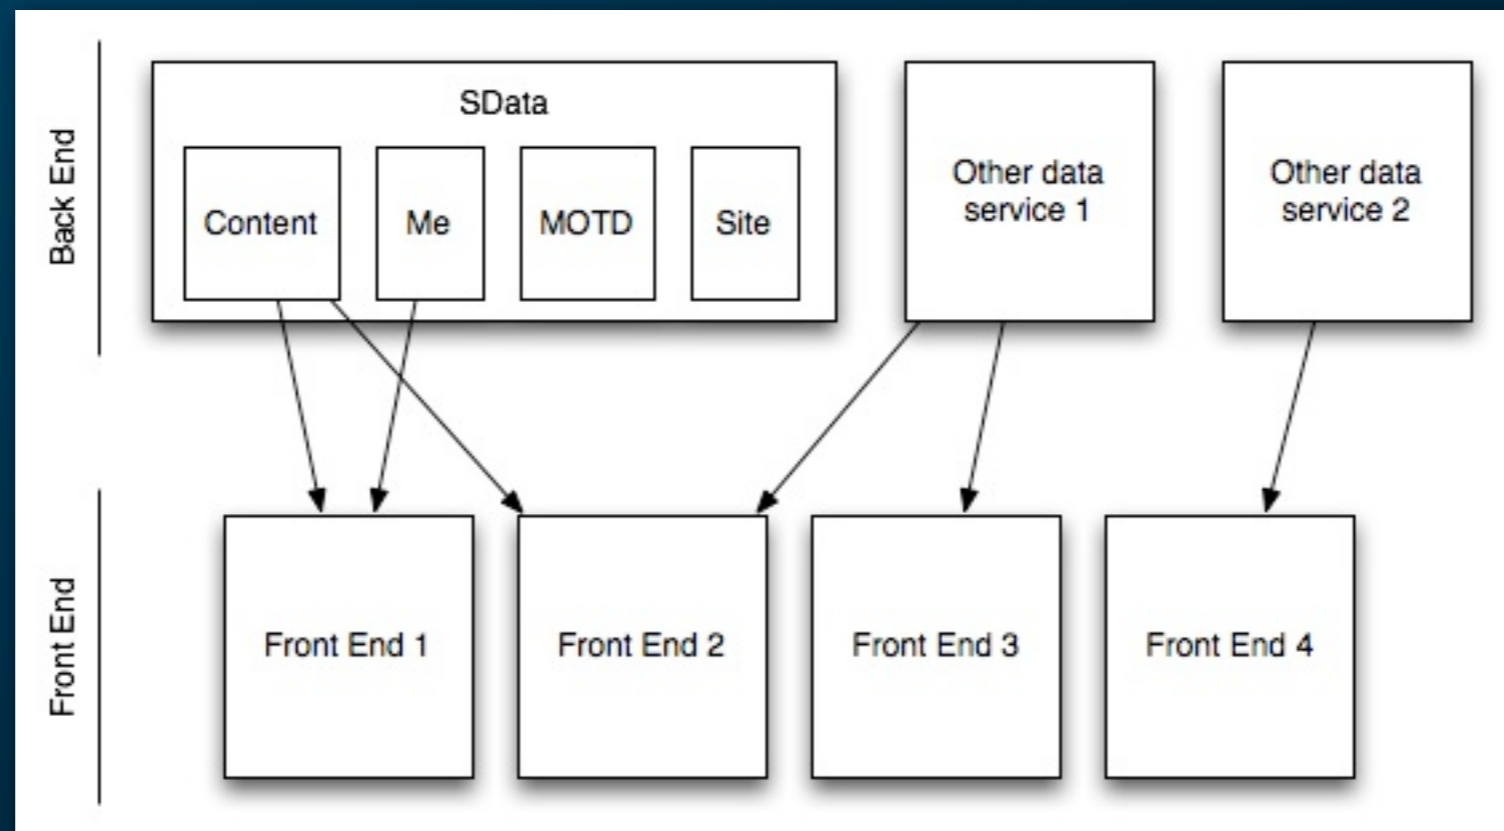 Back End
SData
Content
Me
MOTD
Site
Other data
service 1
Other data
service 2
Front End
Front End 1
Front End 2
Front End 3
Front End 4